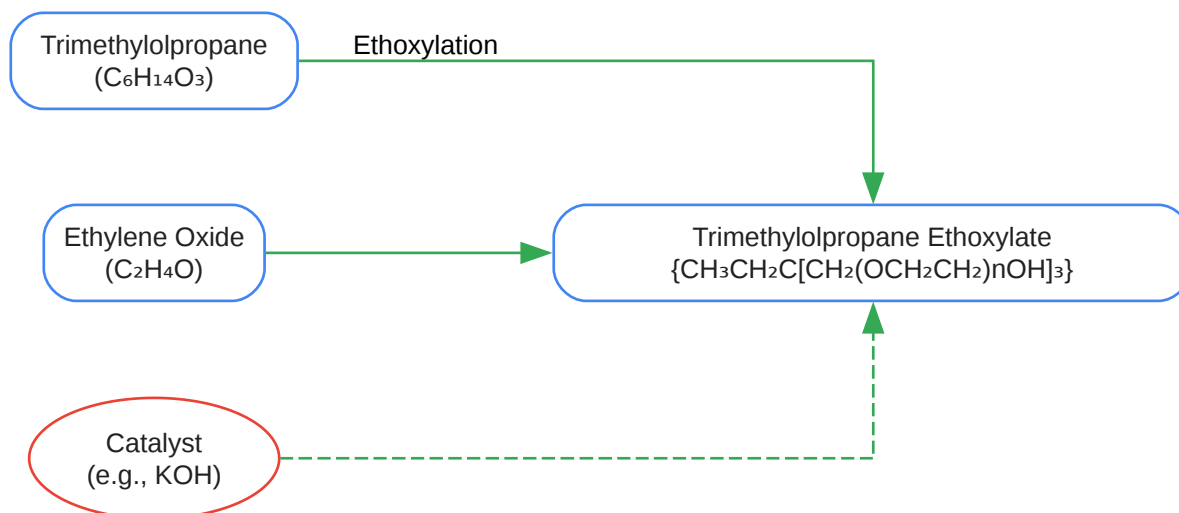 Trimethylolpropane
(C₆H₁₄O₃)
Ethoxylation
Ethylene Oxide
(C₂H₄O)
Trimethylolpropane Ethoxylate
{CH₃CH₂C[CH₂(OCH₂CH₂)nOH]₃}
Catalyst
(e.g., KOH)